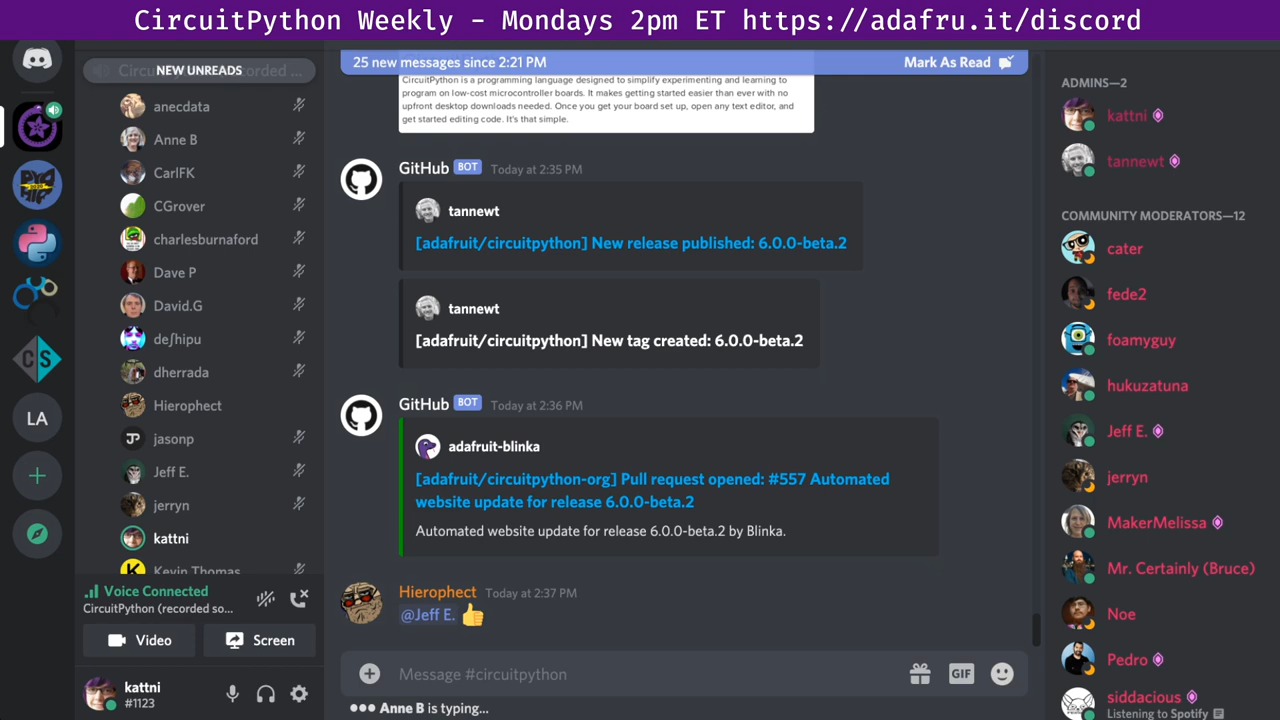 CircuitPython Weekly - Mondays 2pm ET https://adafru.it/discord
NEW UNREADS
anecdata
Anne B
CarlFK
CGrover
charlesburnaford
Dave P
David.G
deʃhipu
dherrada
Hierophect
jasonp
Jeff E.
jerryn
kattni
Kevin Thomas
Voice Connected
CircuitPython (recorded so...
Video
Screen
kattni
#1123
25 new messages since 2:21 PM
Mark As Read
CircuitPython is a programming language designed to simplify experimenting and learning to
program on low-cost microcontroller boards. It makes getting started easier than ever with no
upfront desktop downloads needed. Once you get your board set up, open any text editor, and
get started editing code. It's that simple.
GitHub BOT Today at 2:35 PM
tannewt
[adafruit/circuitpython] New release published: 6.0.0-beta.2
tannewt
[adafruit/circuitpython] New tag created: 6.0.0-beta.2
GitHub BOT Today at 2:36 PM
adafruit-blinka
[adafruit/circuitpython-org] Pull request opened: #557 Automated
website update for release 6.0.0-beta.2
Automated website update for release 6.0.0-beta.2 by Blinka.
Hierophect Today at 2:37 PM
@Jeff E. 👍
Message #circuitpython
GIF
Anne B is typing...
ADMINS—2
kattni
tannewt
COMMUNITY MODERATORS—12
cater
fede2
foamyguy
hukuzatuna
Jeff E.
jerryn
MakerMelissa
Mr. Certainly (Bruce)
Noe
Pedro
siddacious
Listening to Spotify
CS
LA
JP
K